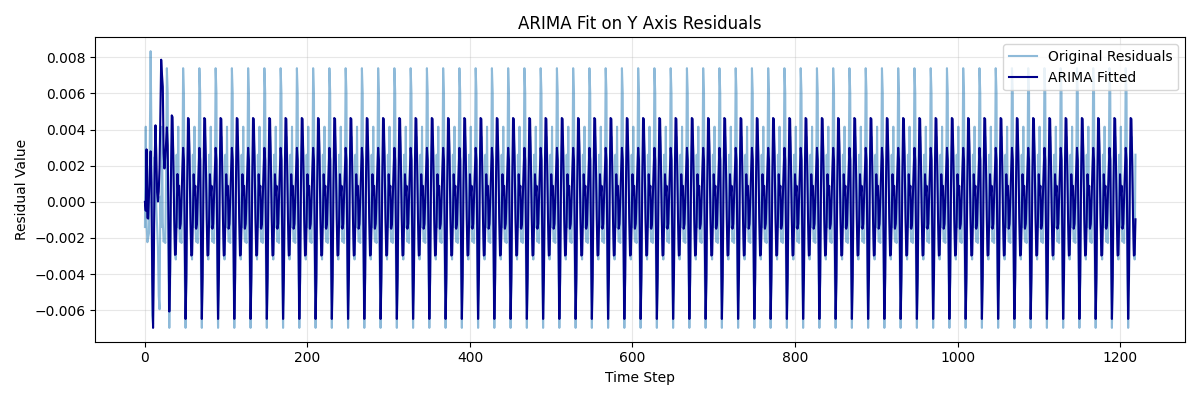 ARIMA Fit on Y Axis Residuals
Original Residuals
ARIMA Fitted
Residual Value
0.008
0.006
0.004
0.002
0.000
−0.002
−0.004
−0.006
0 200 400 600 800 1000 1200
Time Step